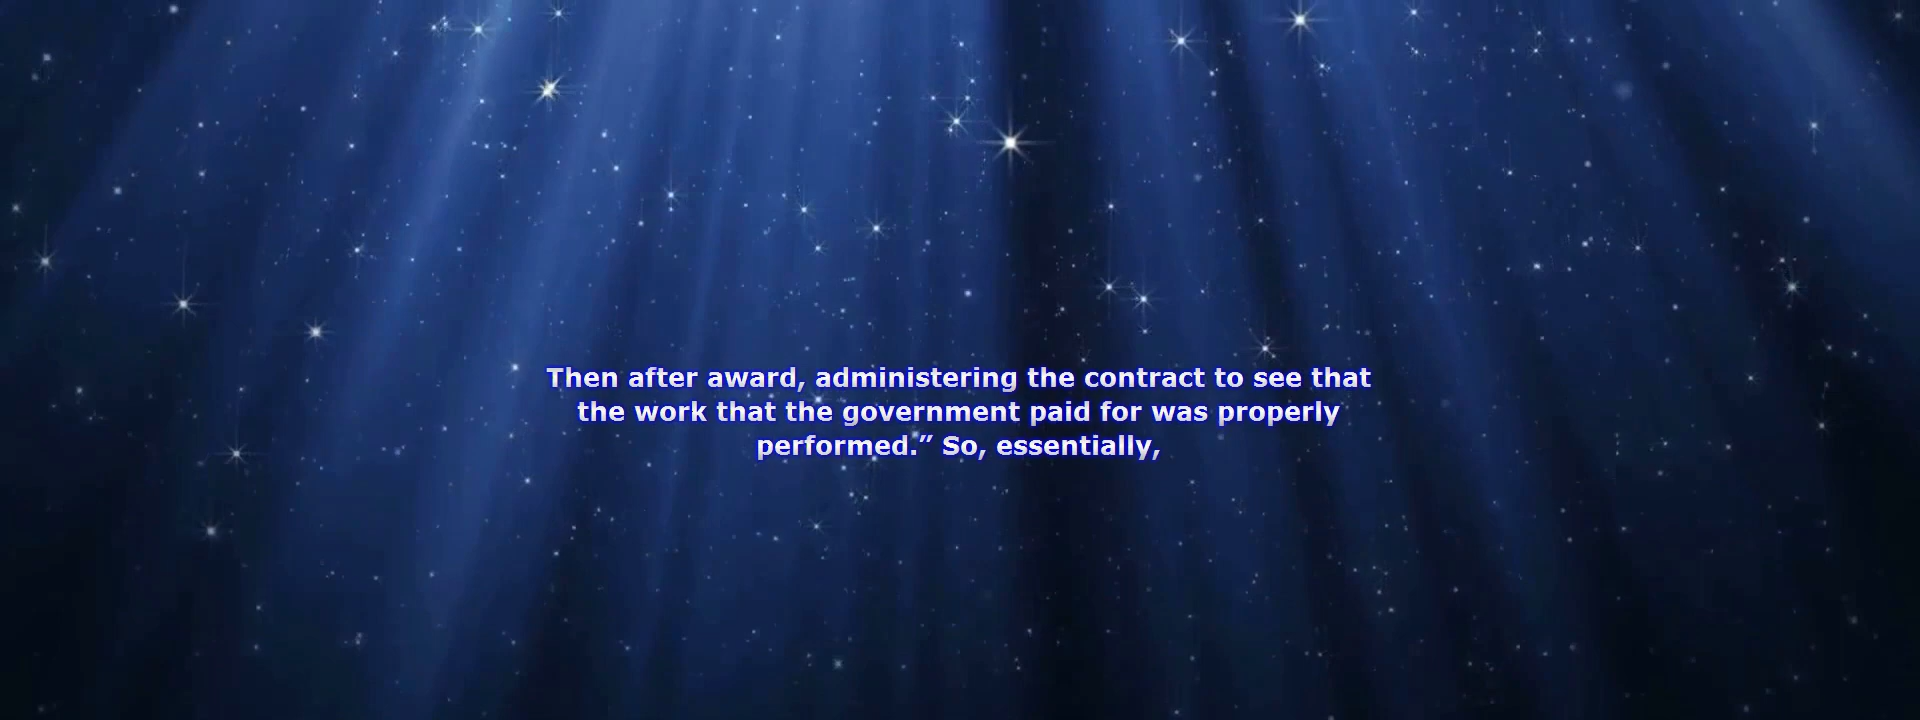 Then after award, administering the contract to see that
the work that the government paid for was properly
performed.” So, essentially,